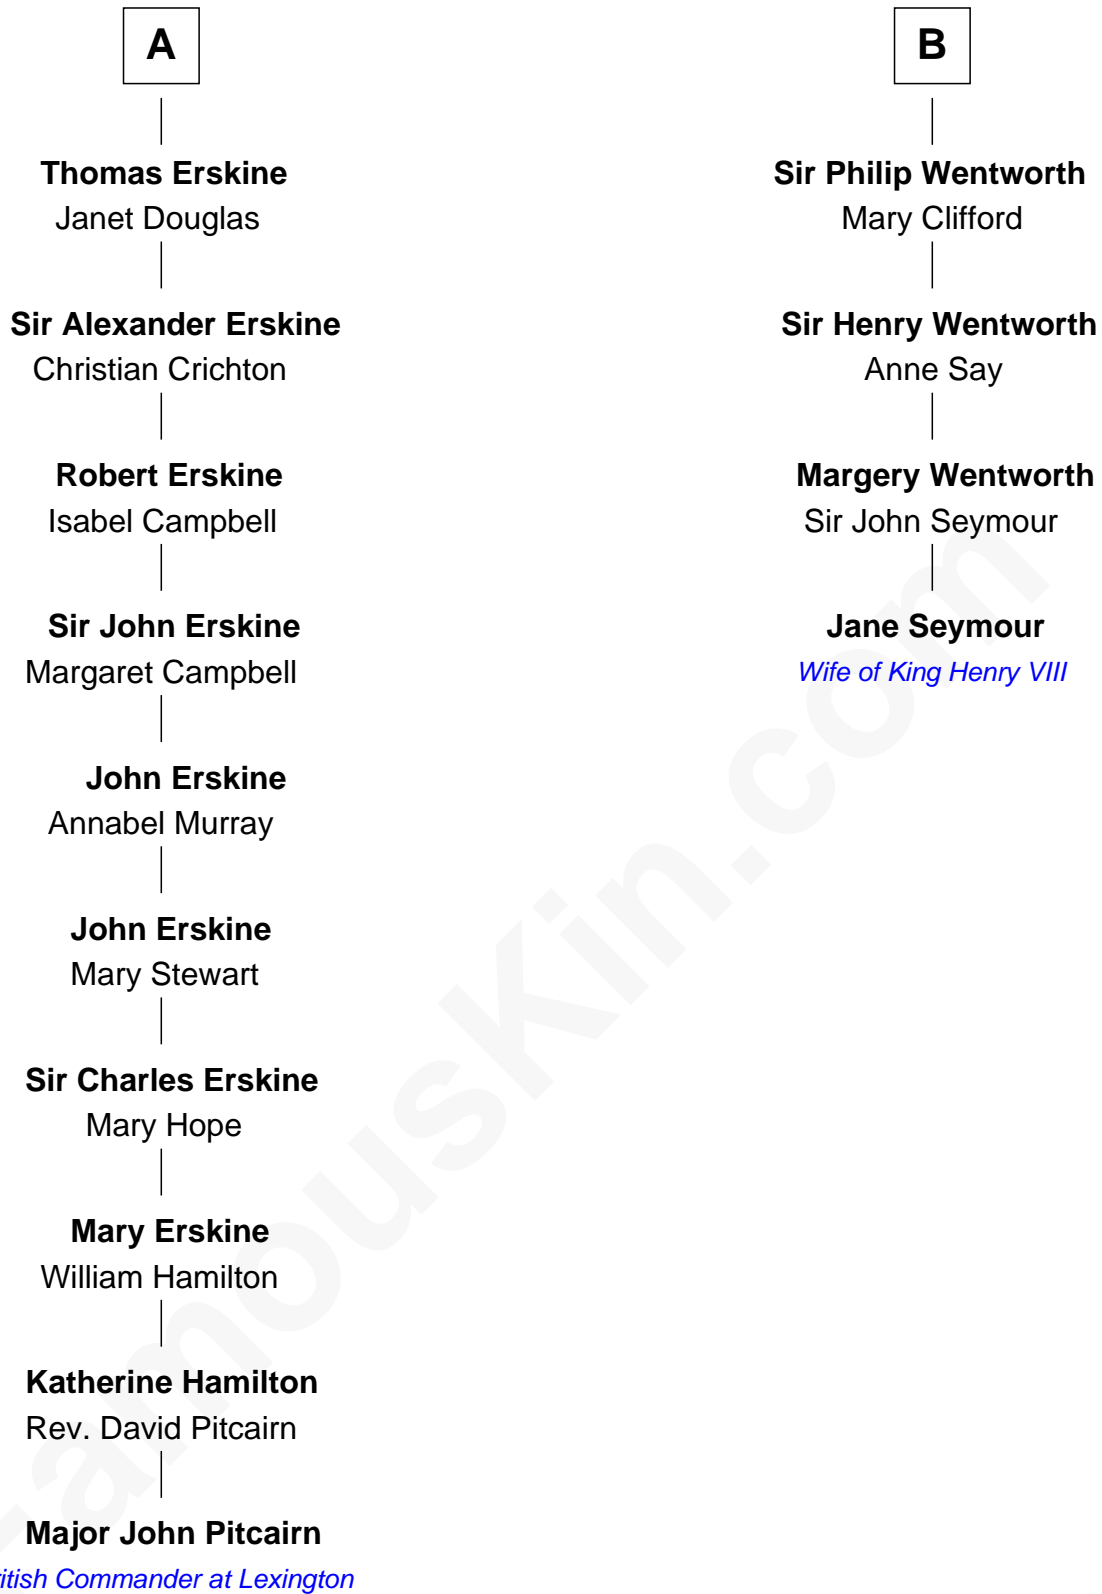 A
Thomas Erskine
Janet Douglas
Sir Alexander Erskine
Christian Crichton
Robert Erskine
Isabel Campbell
Sir John Erskine
Margaret Campbell
John Erskine
Annabel Murray
John Erskine
Mary Stewart
Sir Charles Erskine
Mary Hope
Mary Erskine
William Hamilton
Katherine Hamilton
Rev. David Pitcairn
Major John Pitcairn
Commander at Lexington
B
Sir Philip Wentworth
Mary Clifford
Sir Henry Wentworth
Anne Say
Margery Wentworth
Sir John Seymour
Jane Seymour
Wife of King Henry VIII
FamousKin.com